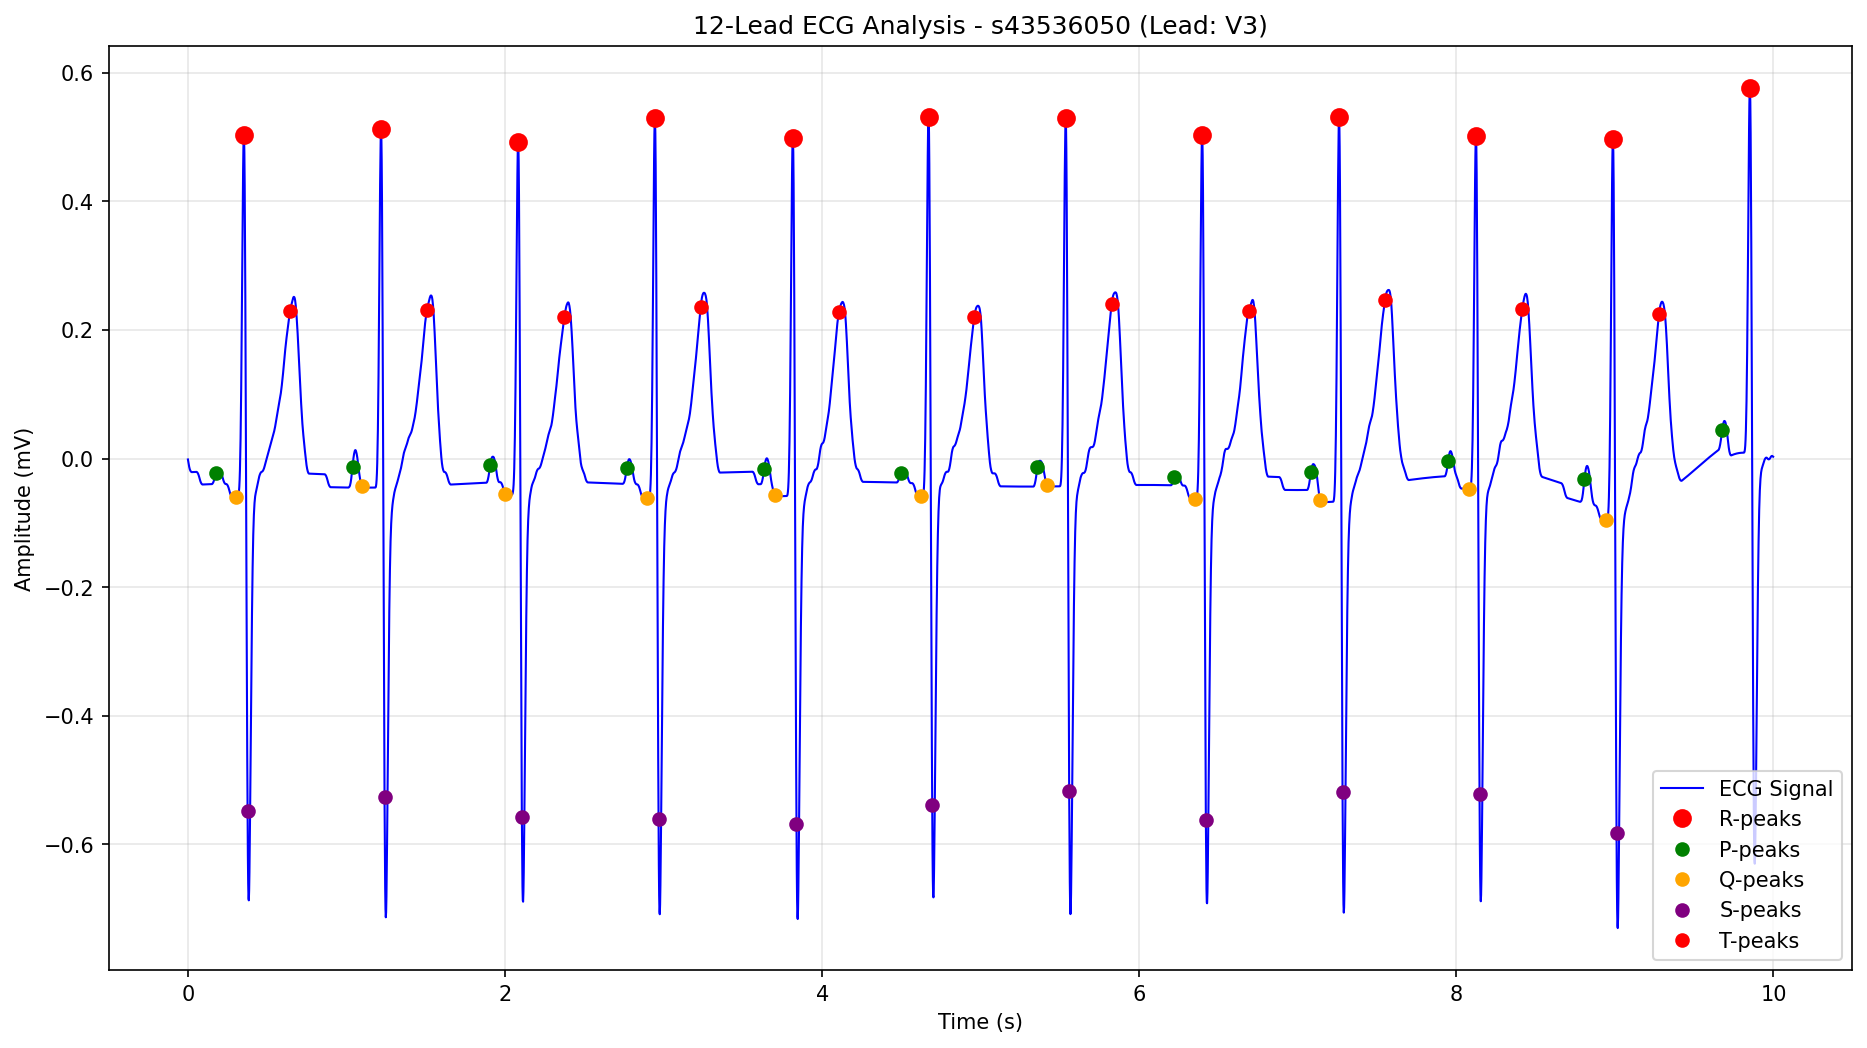 12-Lead ECG Analysis - s43536050 (Lead: V3)
Amplitude (mV)
0.6
0.4
0.2
0.0
−0.2
−0.4
−0.6
0 2 4 6 8 10
Time (s)
ECG Signal
R-peaks
P-peaks
Q-peaks
S-peaks
T-peaks